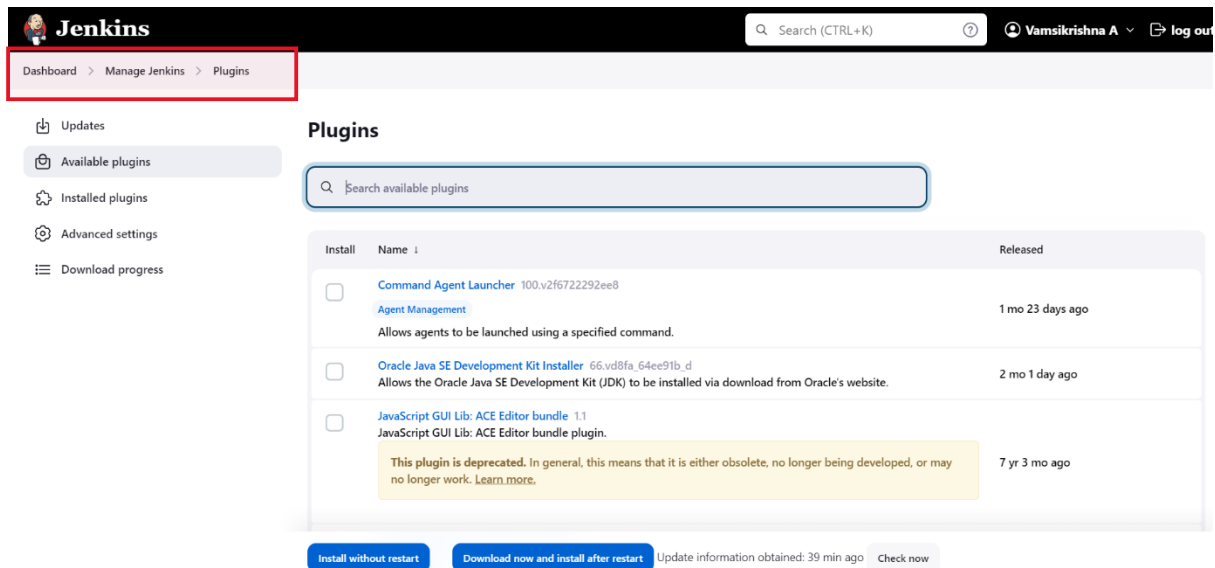 Jenkins
Search (CTRL+K)
Vamsikrishna A
log out
Dashboard > Manage Jenkins > Plugins
Updates
Available plugins
Installed plugins
Advanced settings
Download progress
Plugins
Search available plugins
Install Name ↓ Released
Command Agent Launcher 100.v2f6722292ee8
Agent Management
1 mo 23 days ago
Allows agents to be launched using a specified command.
Oracle Java SE Development Kit Installer 66.vd8fa_64ee91b_d
2 mo 1 day ago
Allows the Oracle Java SE Development Kit (JDK) to be installed via download from Oracle's website.
JavaScript GUI Lib: ACE Editor bundle 1.1
JavaScript GUI Lib: ACE Editor bundle plugin.
This plugin is deprecated. In general, this means that it is either obsolete, no longer being developed, or may
no longer work. Learn more.
7 yr 3 mo ago
Install without restart
Download now and install after restart
Update information obtained: 39 min ago
Check now